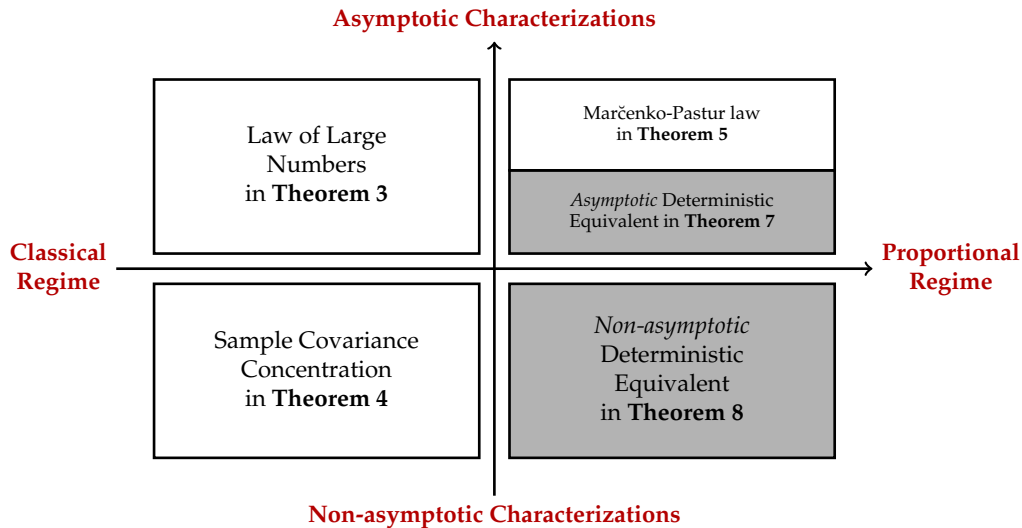 Asymptotic Characterizations
Law of Large
Numbers
in Theorem 3
Marčenko-Pastur law
in Theorem 5
Asymptotic Deterministic
Equivalent in Theorem 7
Classical
Regime
Proportional
Regime
Sample Covariance
Concentration
in Theorem 4
Non-asymptotic
Deterministic
Equivalent
in Theorem 8
Non-asymptotic Characterizations